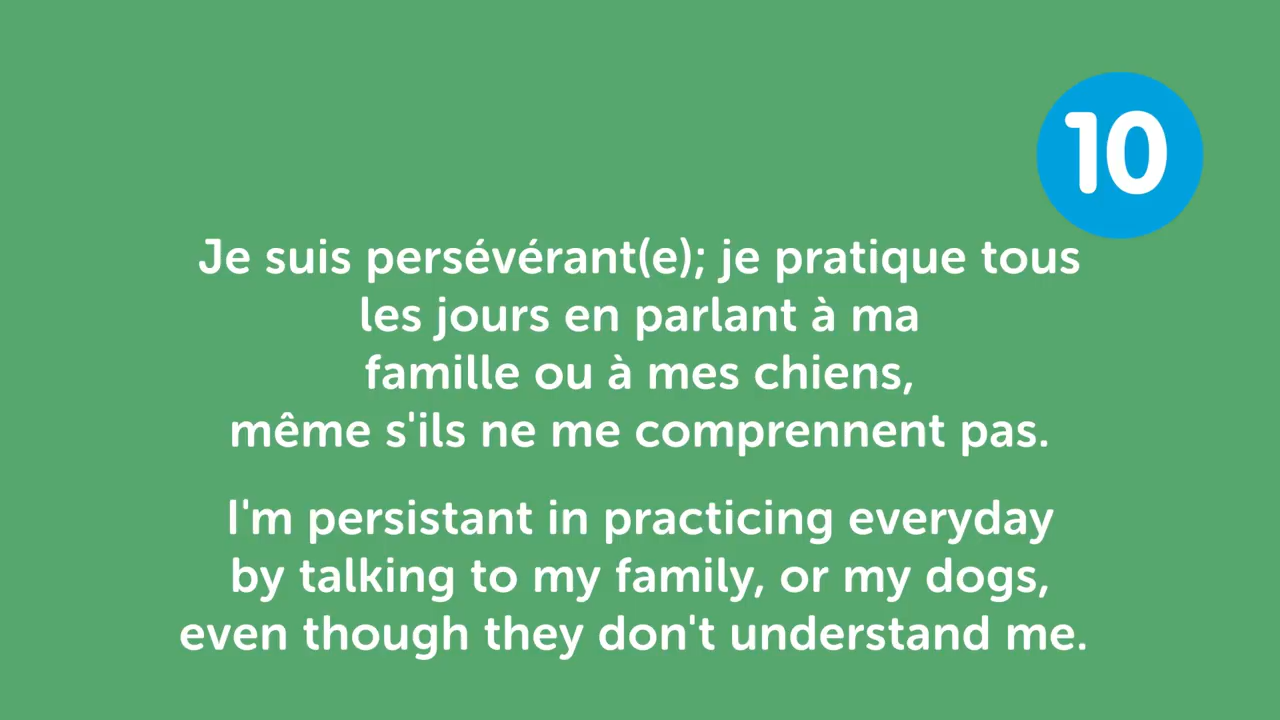 10
Je suis persévérant(e); je pratique tous
les jours en parlant à ma
famille ou à mes chiens,
même s'ils ne me comprennent pas.
I'm persistant in practicing everyday
by talking to my family, or my dogs,
even though they don't understand me.